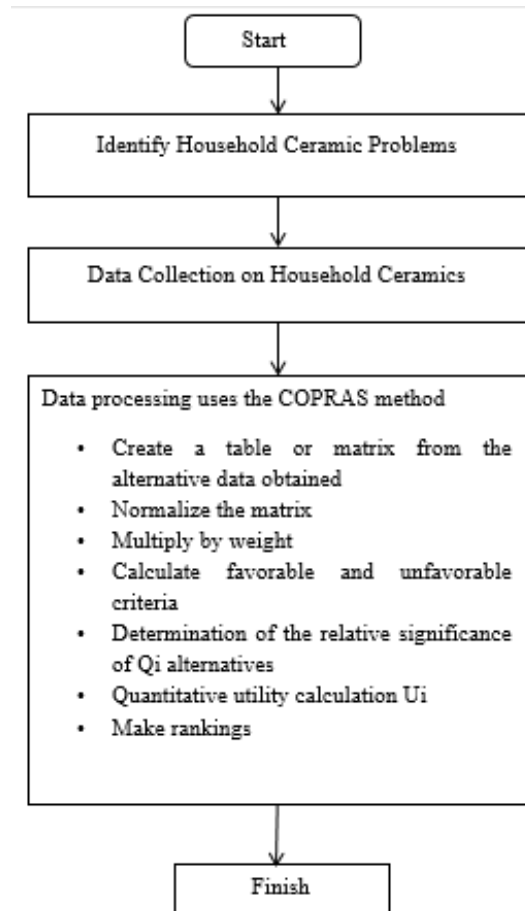 Start
Identify Household Ceramic Problems
Data Collection on Household Ceramics
Data processing uses the COPRAS method
• Create a table or matrix from the
alternative data obtained
• Normalize the matrix
• Multiply by weight
• Calculate favorable and unfavorable
criteria
• Determination of the relative significance
of Qi alternatives
• Quantitative utility calculation Ui
• Make rankings
Finish